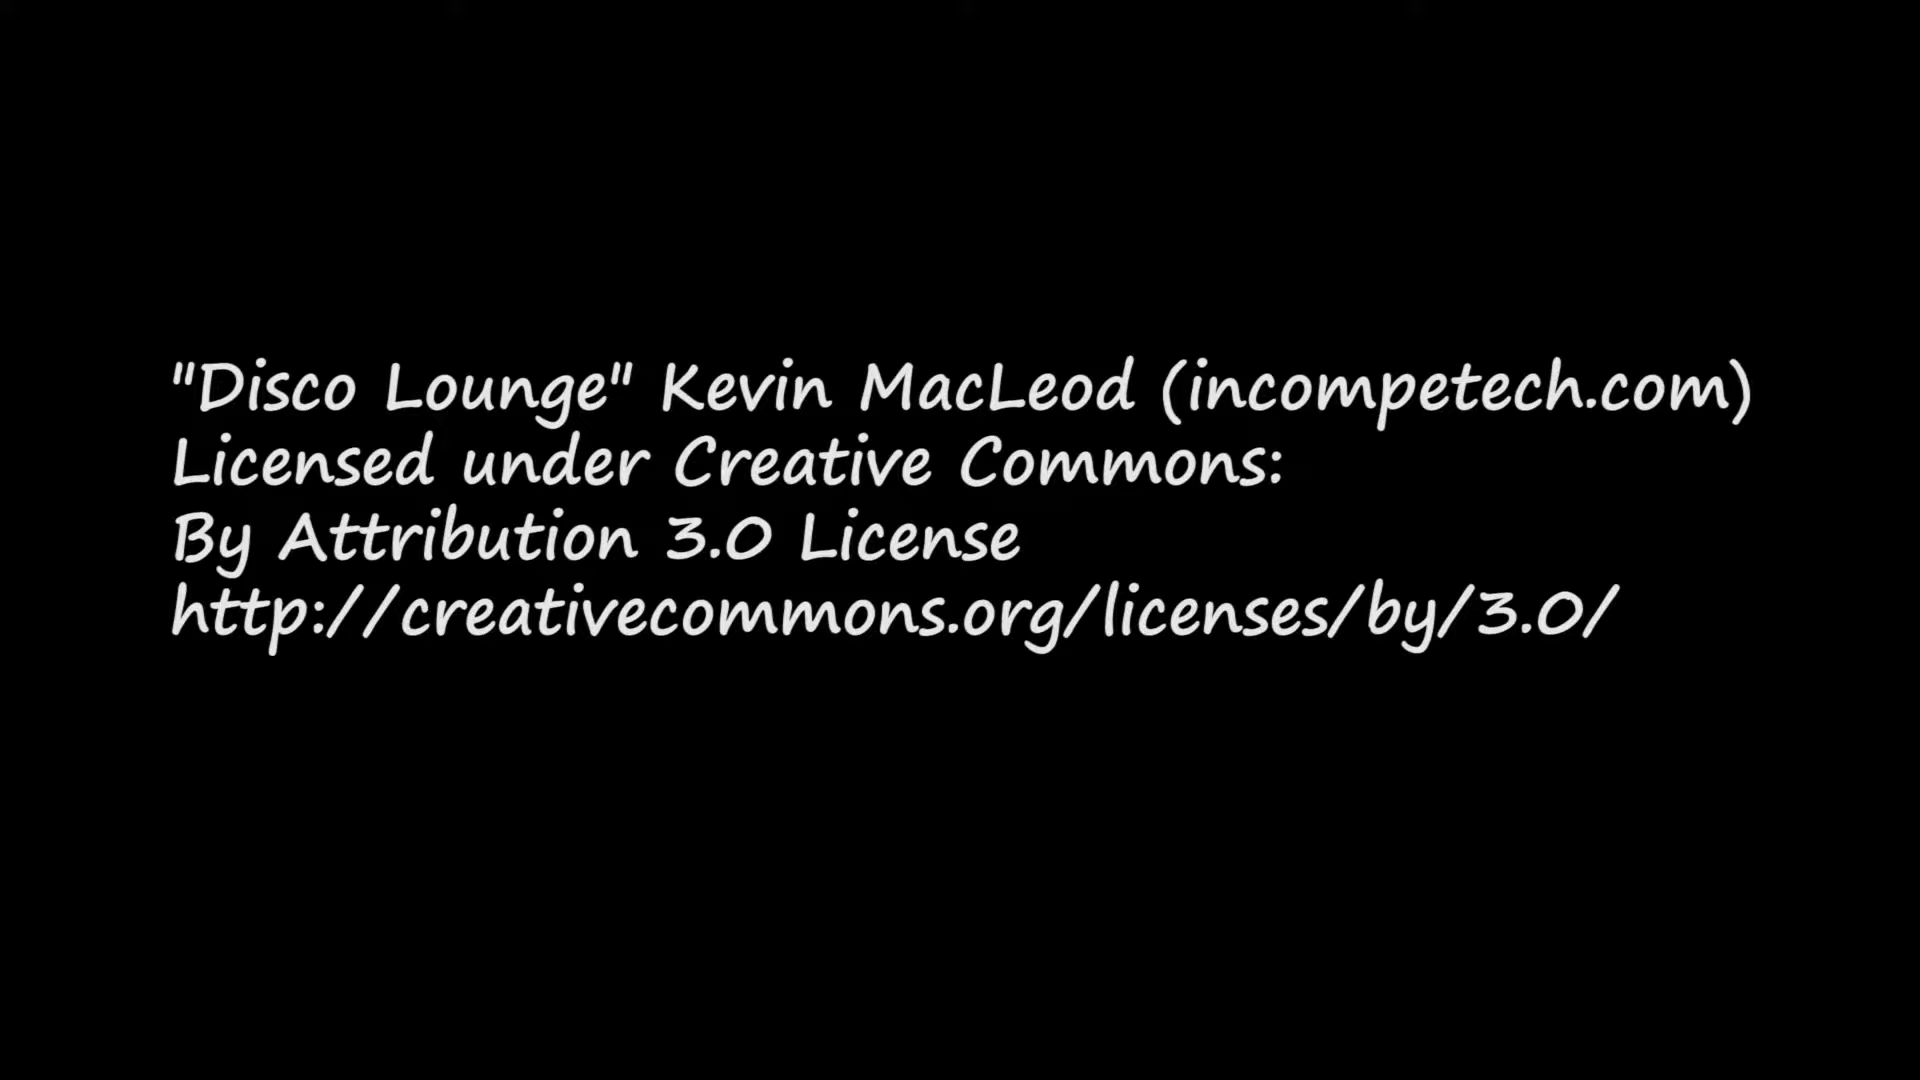 "Disco Lounge" Kevin MacLeod (incompetech.com)
Licensed under Creative Commons:
By Attribution 3.0 License
http://creativecommons.org/licenses/by/3.0/